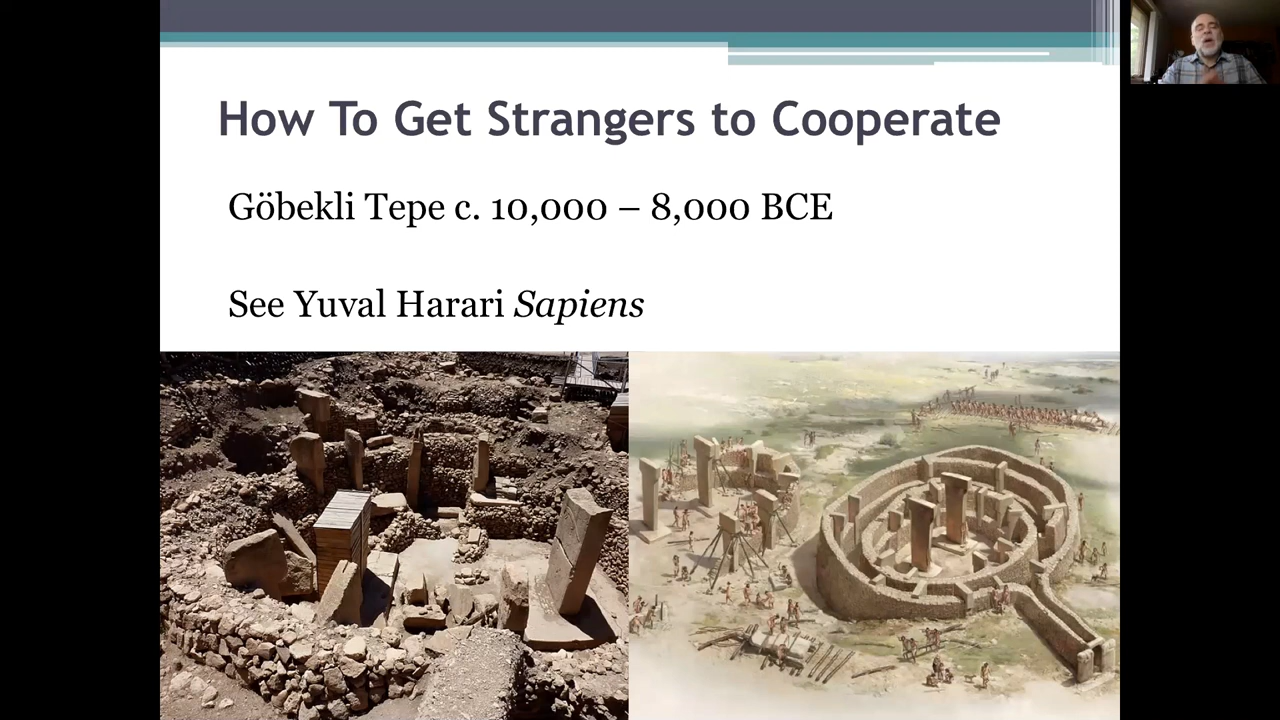 How To Get Strangers to Cooperate
Göbekli Tepe c. 10,000 – 8,000 BCE
See Yuval Harari Sapiens